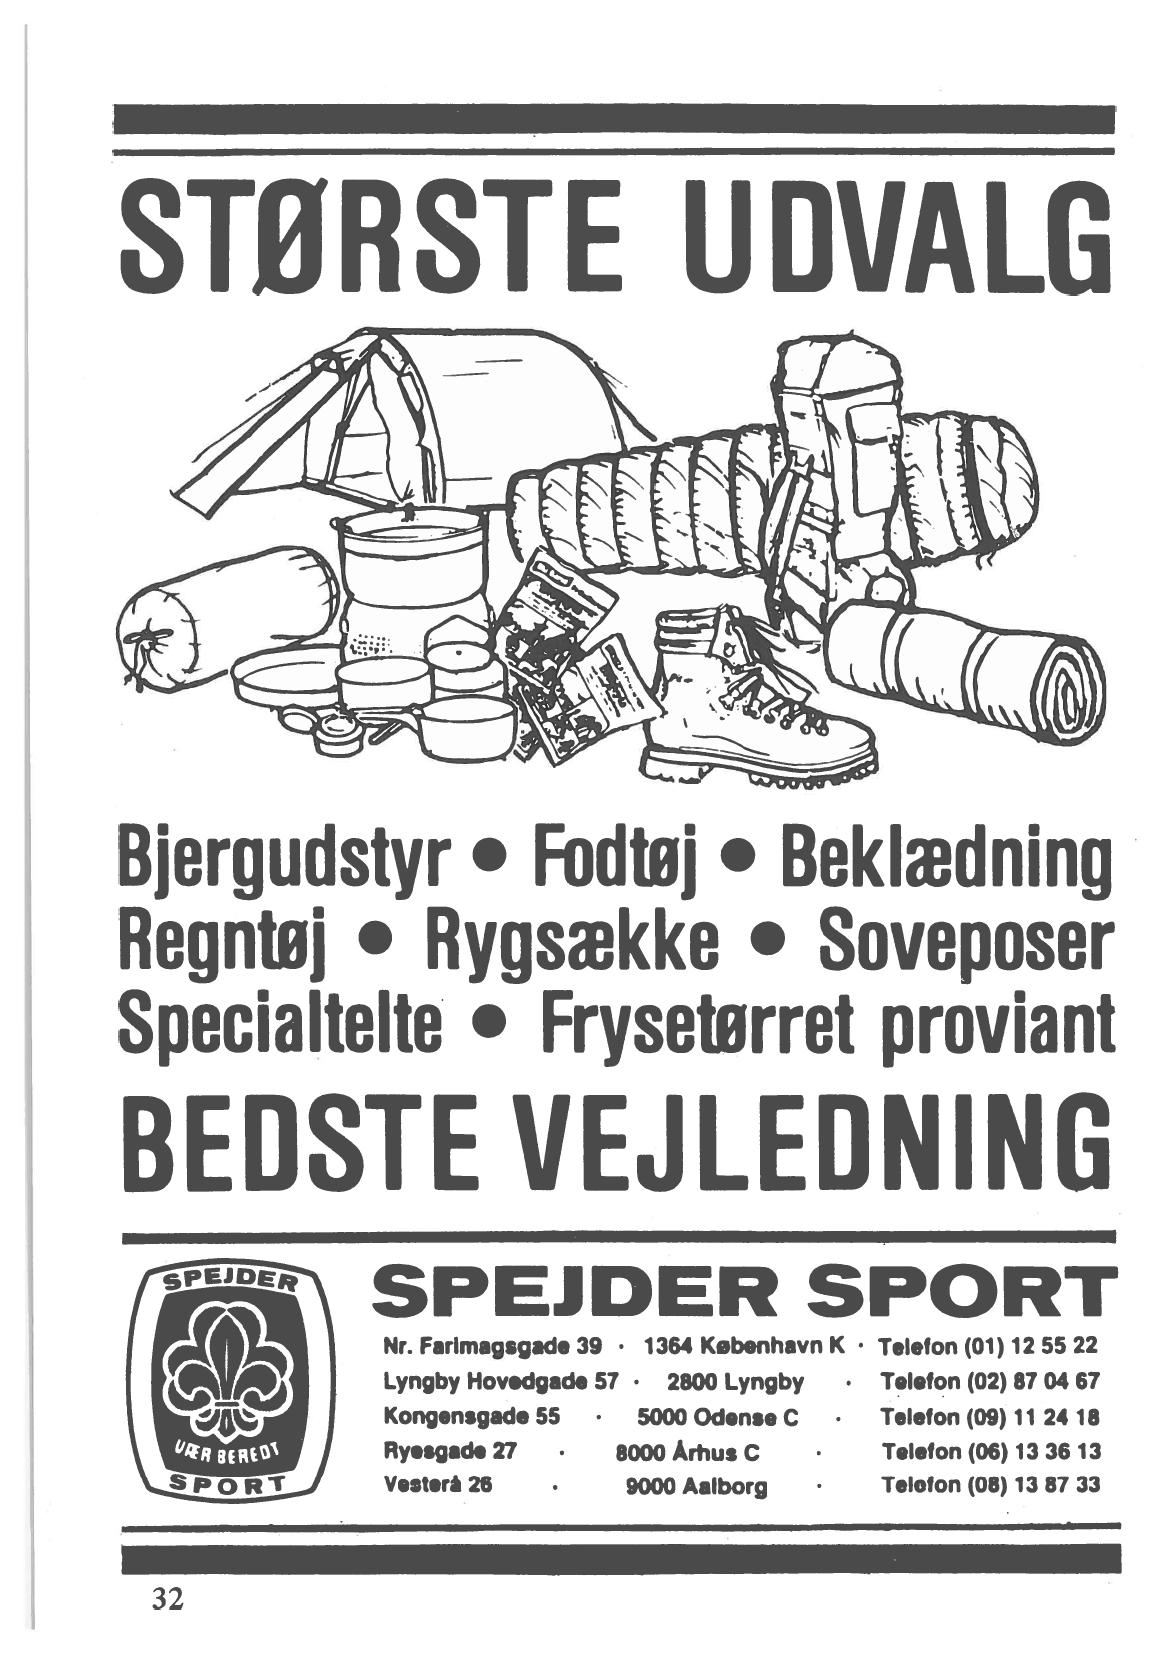 STØRSTE UDVALG
Bjergudstyr • Fodtøj • Beklædning
Regntøj • Rygsække • Soveposer
Specialtelte • Frysetørret proviant
BEDSTE VEJLEDNING
SPEJDER
VÆR BEREDT
SPORT
SPEJDER SPORT
Nr. Farimagsgade 39 · 1364 København K · Telefon (01) 12 55 22
Lyngby Hovedgade 57 · 2800 Lyngby · Telefon (02) 87 04 67
Kongensgade 55 · 5000 Odense C · Telefon (09) 11 24 18
Ryesgade 27 · 8000 Århus C · Telefon (06) 13 36 13
Vesterå 26 · 9000 Aalborg · Telefon (08) 13 87 33
32